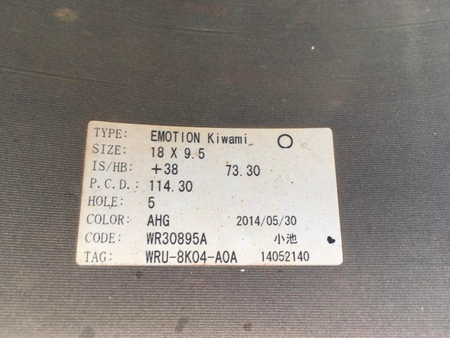 TYPE: EMOTION Kiwami
SIZE: 18 X 9.5
IS/HB: +38 73.30
P.C.D.: 114.30
HOLE: 5
COLOR: AHG 2014/05/30
CODE: WR30895A 小池
TAG: WRU-8K04-A0A 14052140